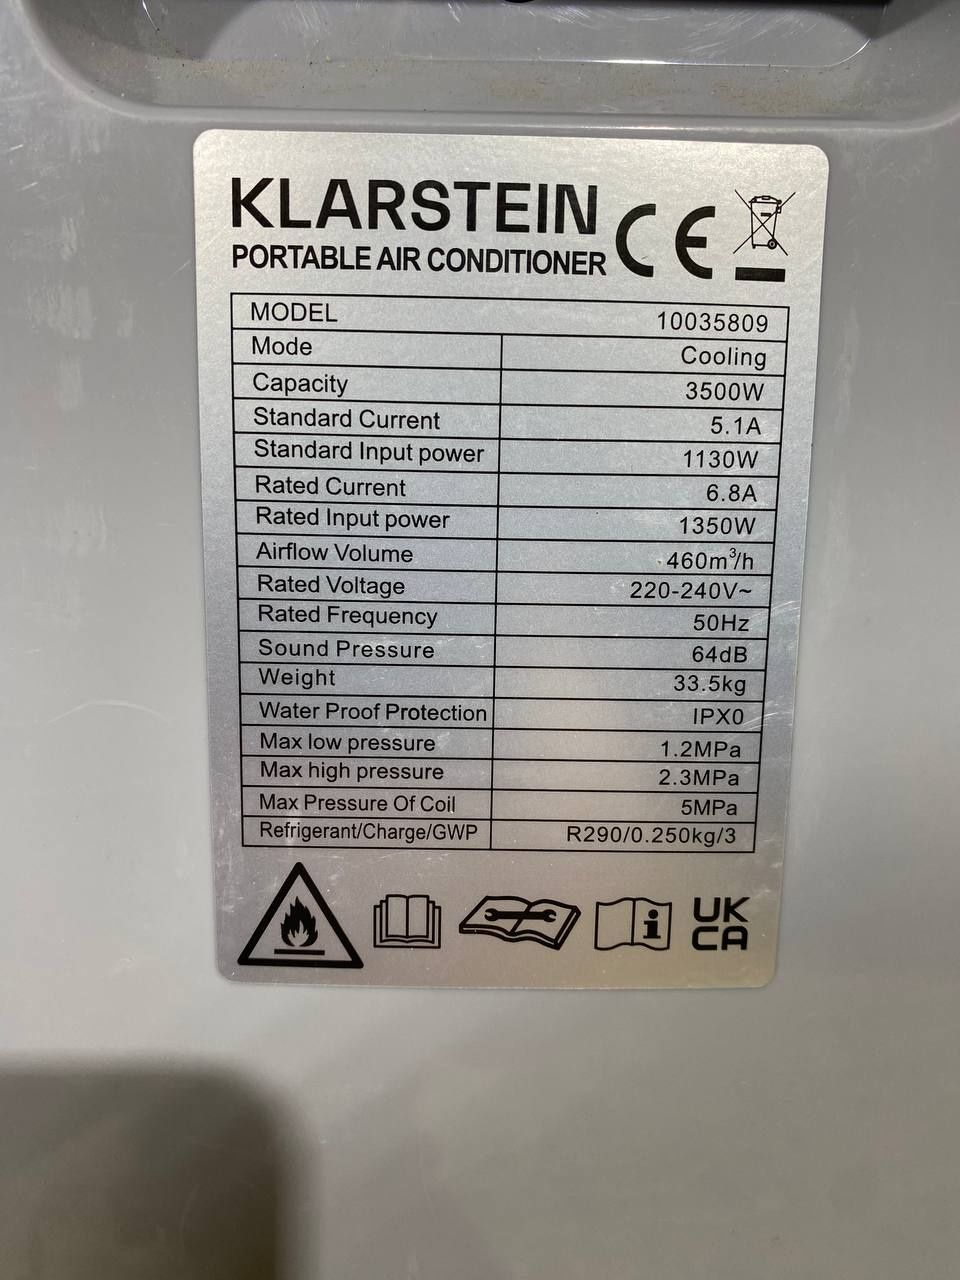 KLARSTEIN
PORTABLE AIR CONDITIONER
CE
MODEL 10035809
Mode Cooling
Capacity 3500W
Standard Current 5.1A
Standard Input power 1130W
Rated Current 6.8A
Rated Input power 1350W
Airflow Volume 460m³/h
Rated Voltage 220-240V~
Rated Frequency 50Hz
Sound Pressure 64dB
Weight 33.5kg
Water Proof Protection IPX0
Max low pressure 1.2MPa
Max high pressure 2.3MPa
Max Pressure Of Coil 5MPa
Refrigerant/Charge/GWP R290/0.250kg/3
i
UK
CA